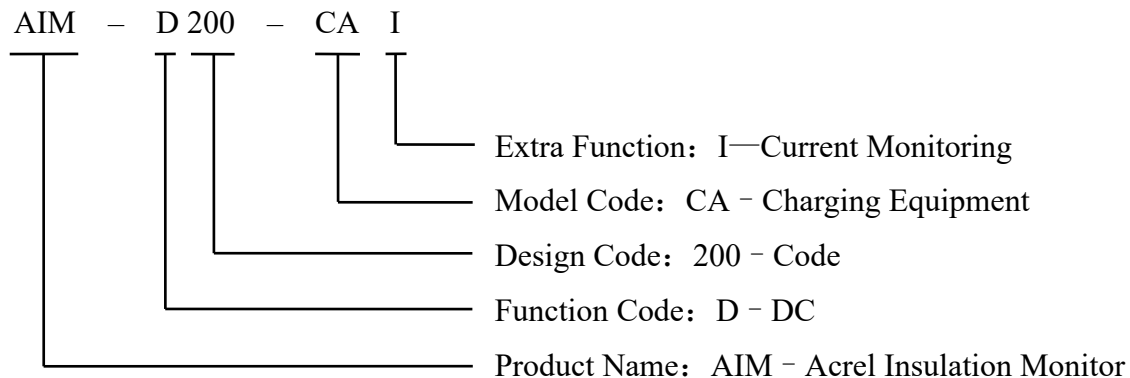 AIM – D 200 – CA I
Extra Function：I—Current Monitoring
Model Code：CA－Charging Equipment
Design Code：200－Code
Function Code：D－DC
Product Name：AIM－Acrel Insulation Monitor